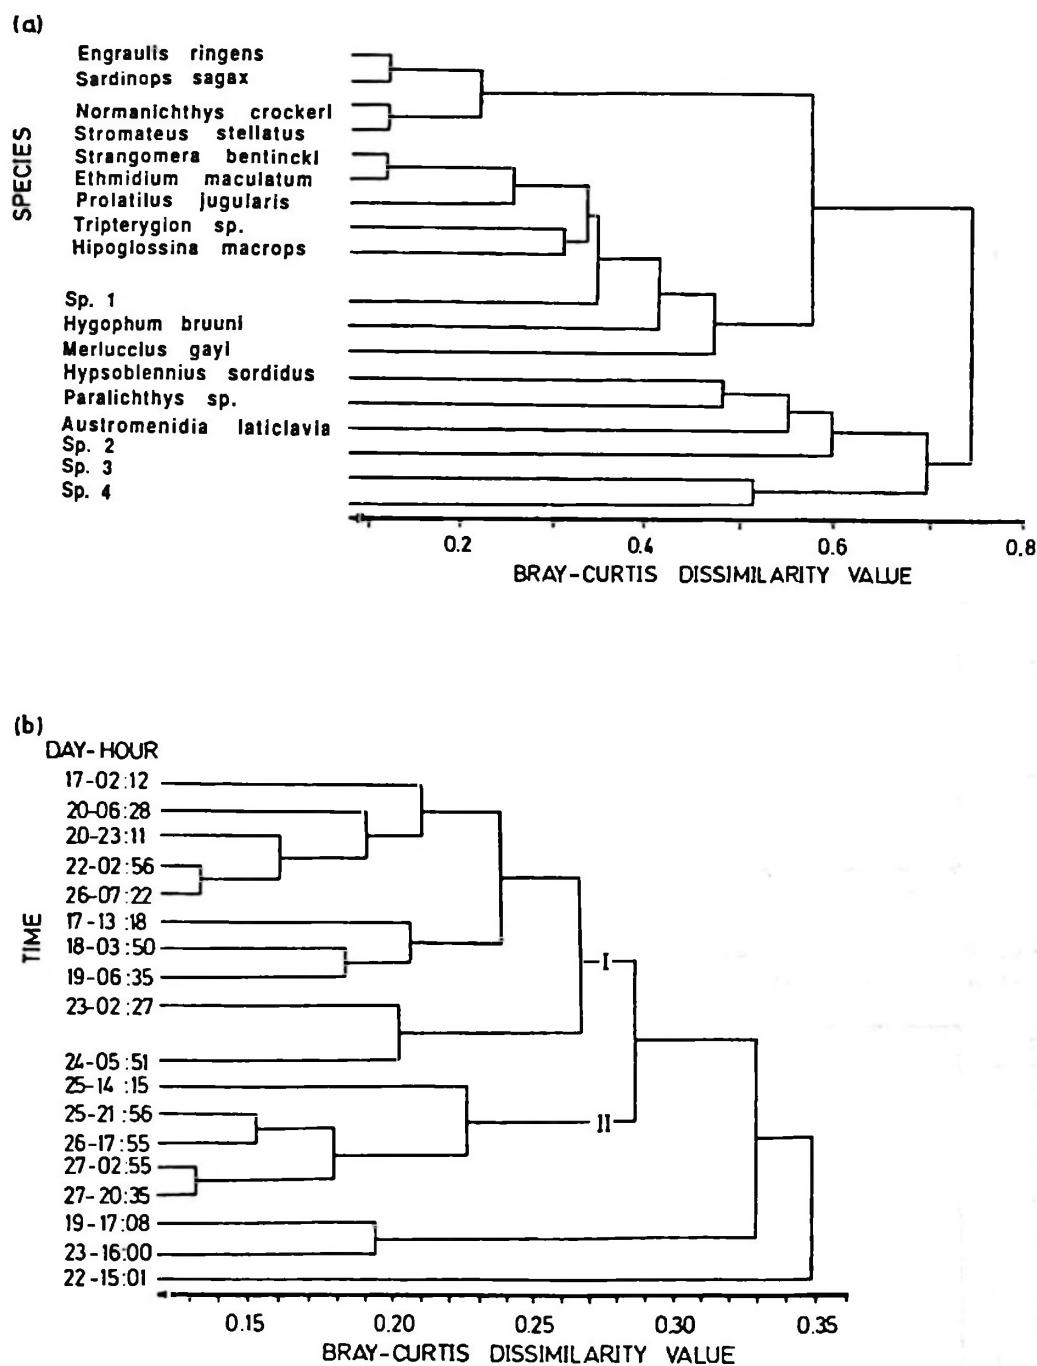 (a)
SPECIES
Engraulis ringens
Sardinops sagax
Normanichthys crockeri
Stromateus stellatus
Strangomera bentincki
Ethmidium maculatum
Prolatilus jugularis
Tripterygion sp.
Hipoglossina macrops
Sp. 1
Hygophum bruuni
Merluccius gayi
Hypsoblennius sordidus
Paralichthys sp.
Austromenidia laticlavia
Sp. 2
Sp. 3
Sp. 4
0.2 0.4 0.6 0.8
BRAY-CURTIS DISSIMILARITY VALUE
(b)
DAY-HOUR
TIME
17-02:12
20-06:28
20-23:11
22-02:56
26-07:22
17-13:18
18-03:50
19-06:35
I
23-02:27
24-05:51
25-14:15
25-21:56
II
26-17:55
27-02:55
27-20:35
19-17:08
23-16:00
22-15:01
0.15 0.20 0.25 0.30 0.35
BRAY-CURTIS DISSIMILARITY VALUE